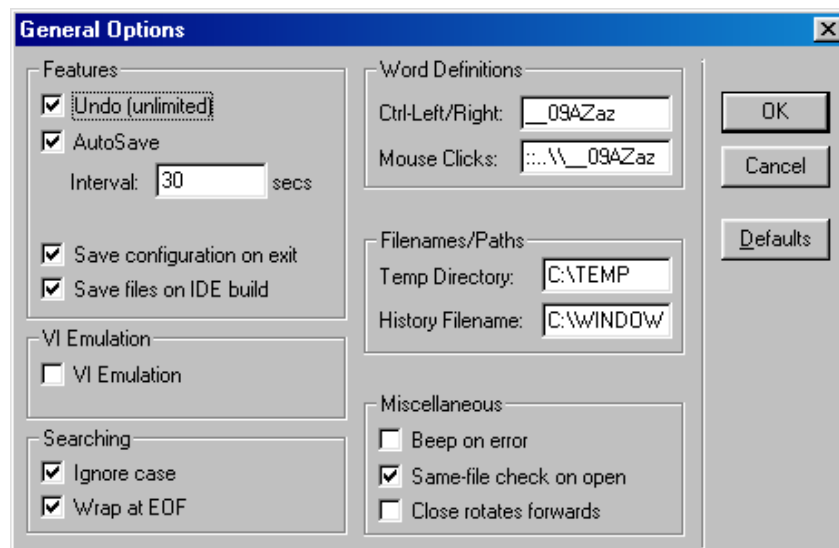 General Options
Features
Undo (unlimited)
AutoSave
Interval: 30 secs
Save configuration on exit
Save files on IDE build
VI Emulation
VI Emulation
Searching
Ignore case
Wrap at EOF
Word Definitions
Ctrl-Left/Right: __09AZaz
Mouse Clicks: ::..\\__09AZaz
Filenames/Paths
Temp Directory: C:\TEMP
History Filename: C:\WINDOW
Miscellaneous
Beep on error
Same-file check on open
Close rotates forwards
OK
Cancel
Defaults